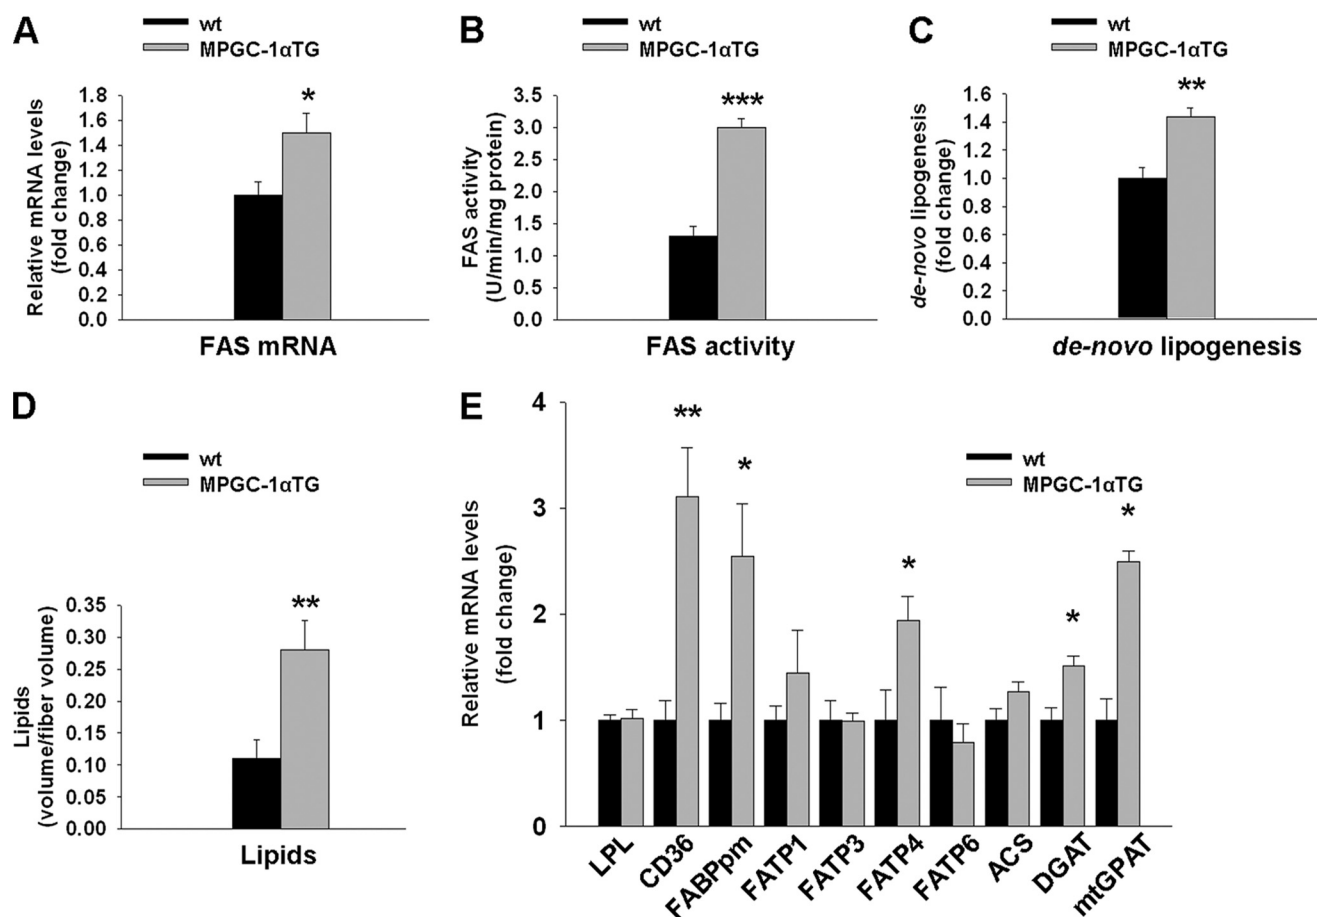 A
wt
MPGC-1αTG
Relative mRNA levels
(fold change)
1.8
1.6
1.4
1.2
1.0
0.8
0.6
0.4
0.2
0.0
*
FAS mRNA
B
wt
MPGC-1αTG
FAS activity
(U/min/mg protein)
3.5
3.0
2.5
2.0
1.5
1.0
0.5
0.0
***
FAS activity
C
wt
MPGC-1αTG
de-novo lipogenesis
(fold change)
1.6
1.4
1.2
1.0
0.8
0.6
0.4
0.2
0.0
**
de-novo lipogenesis
D
wt
MPGC-1αTG
Lipids
(volume/fiber volume)
0.35
0.30
0.25
0.20
0.15
0.10
0.05
0.00
**
Lipids
E
wt
MPGC-1αTG
Relative mRNA levels
(fold change)
4
3
2
1
0
**
*
*
*
*
LPL
CD36
FABPpm
FATP1
FATP3
FATP4
FATP6
ACS
DGAT
mtGPAT